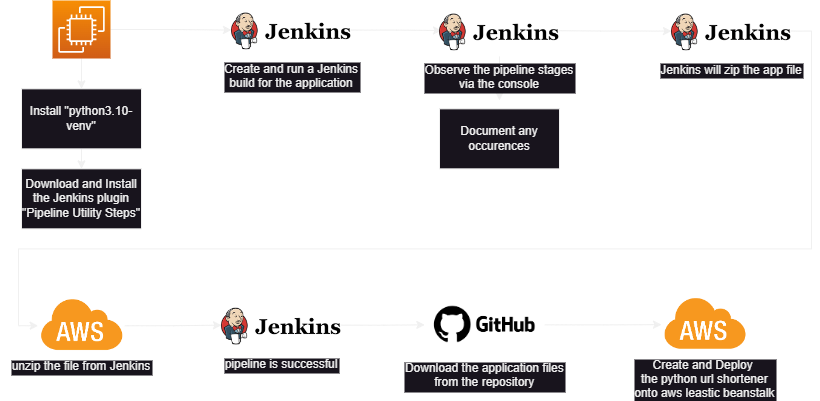 Jenkins
Jenkins
Jenkins
Create and run a Jenkins
build for the application
Observe the pipeline stages
via the console
Jenkins will zip the app file
Install "python3.10-
venv"
Document any
occurences
Download and Install
the Jenkins plugin
"Pipeline Utility Steps"
AWS
Jenkins
GitHub
AWS
unzip the file from Jenkins
pipeline is successful
Download the application files
from the repository
Create and Deploy
the python url shortener
onto aws leastic beanstalk